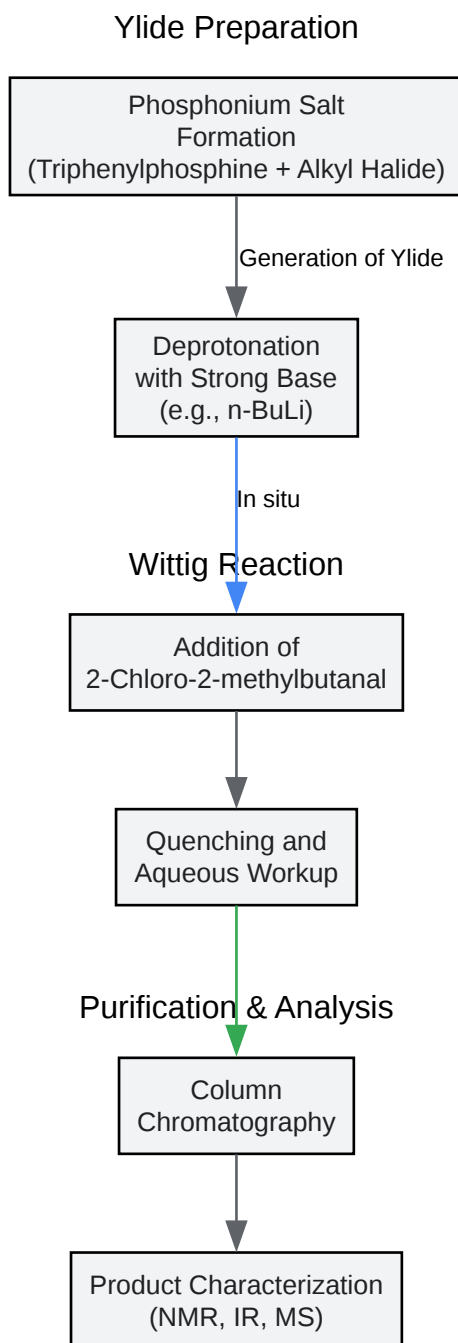 Ylide Preparation
Phosphonium Salt
Formation
(Triphenylphosphine + Alkyl Halide)
Generation of Ylide
Deprotonation
with Strong Base
(e.g., n-BuLi)
In situ
Wittig Reaction
Addition of
2-Chloro-2-methylbutanal
Quenching and
Aqueous Workup
Purification & Analysis
Column
Chromatography
Product Characterization
(NMR, IR, MS)